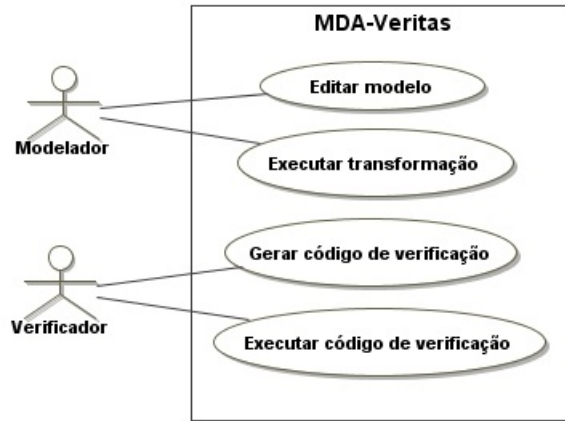 MDA-Veritas
Editar modelo
Modelador
Executar transformação
Gerar código de verificação
Verificador
Executar código de verificação